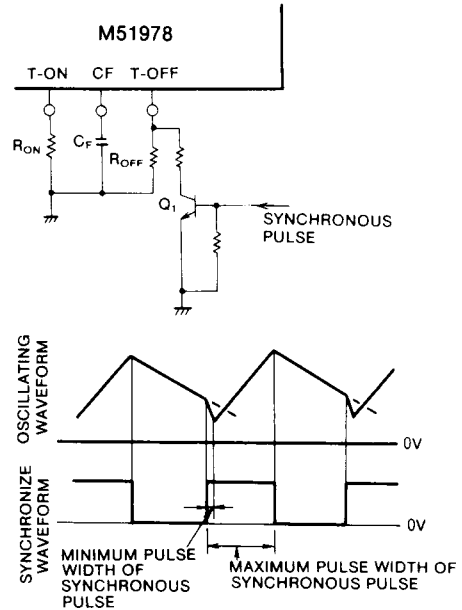 M51978
T-ON CF T-OFF
RON
CF
ROFF
Q1
SYNCHRONOUS
PULSE
OSCILLATING
WAVEFORM
0V
SYNCHRONIZE
WAVEFORM
0V
MINIMUM PULSE
WIDTH OF
SYNCHRONOUS
PULSE
MAXIMUM PULSE WIDTH OF
SYNCHRONOUS PULSE